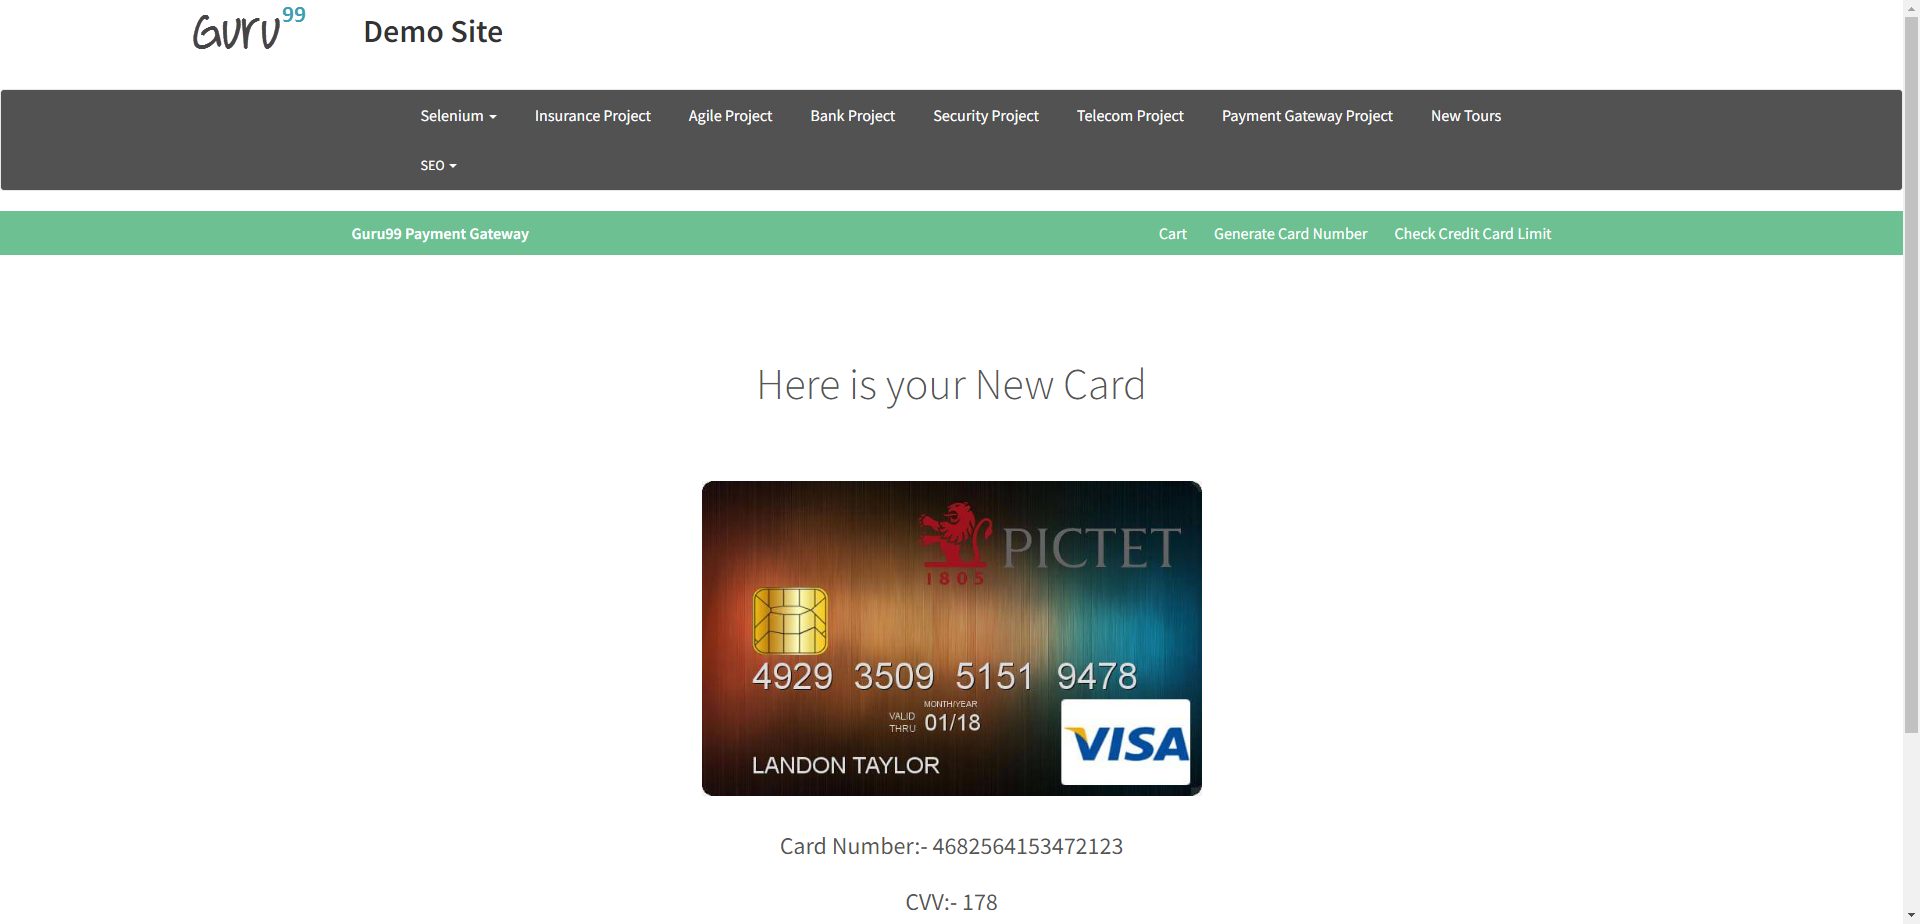 Guru99
Demo Site
Selenium Insurance Project Agile Project Bank Project Security Project Telecom Project Payment Gateway Project New Tours
SEO
Guru99 Payment Gateway Cart Generate Card Number Check Credit Card Limit
Here is your New Card
PICTET
1805
4929 3509 5151 9478
MONTH/YEAR
VALID THRU 01/18
LANDON TAYLOR
VISA
Card Number:- 4682564153472123
CVV:- 178